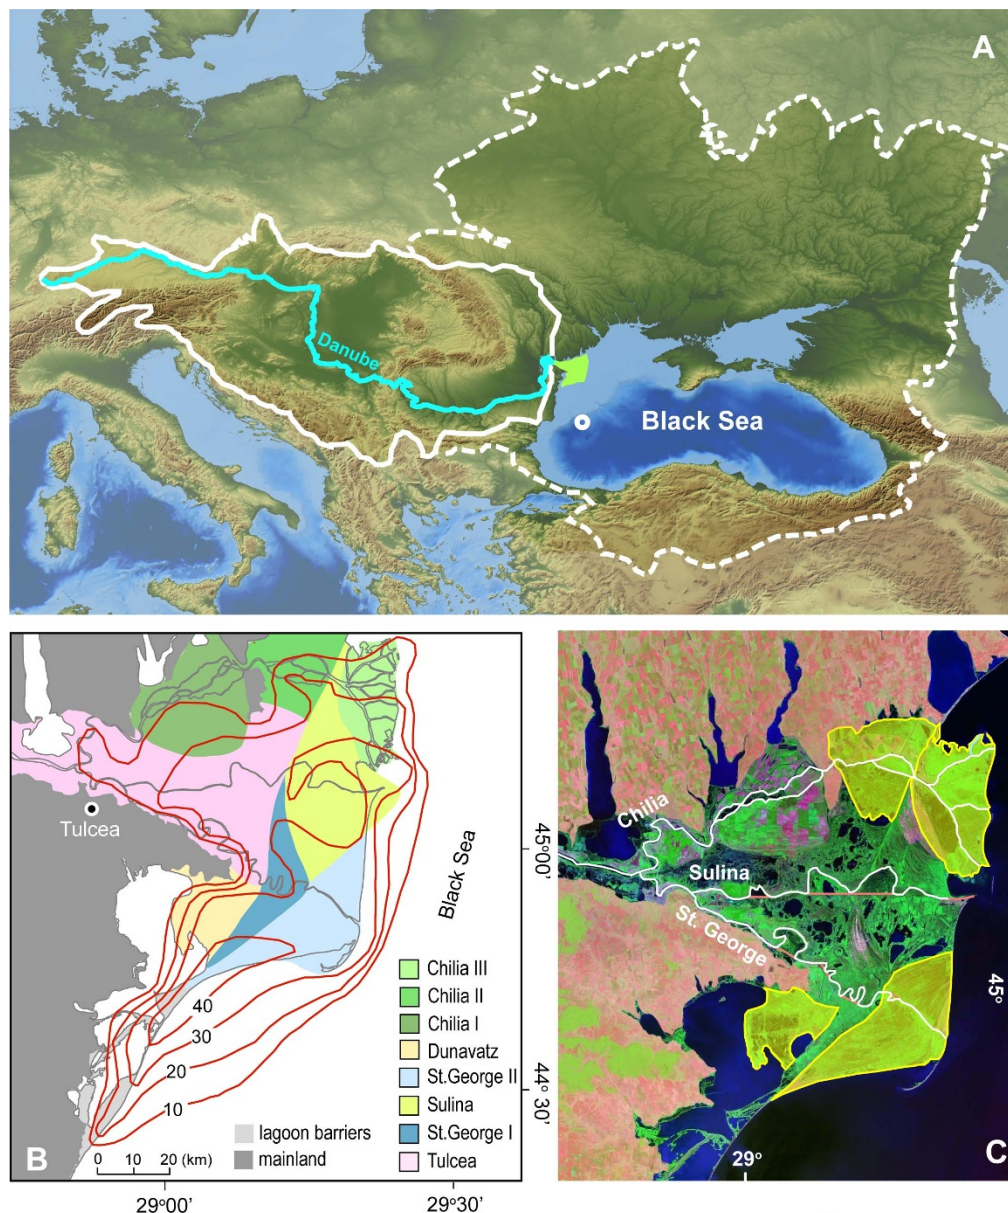 A
Danube
Black Sea
Tulcea
Black Sea
45°00'
44°30'
40
30
20
10
Chilia III
Chilia II
Chilia I
Dunavatz
St.George II
Sulina
St.George I
Tulcea
lagoon barriers
mainland
0 10 20 (km)
B
29°00'
29°30'
Chilia
Sulina
St. George
45°
29°
C